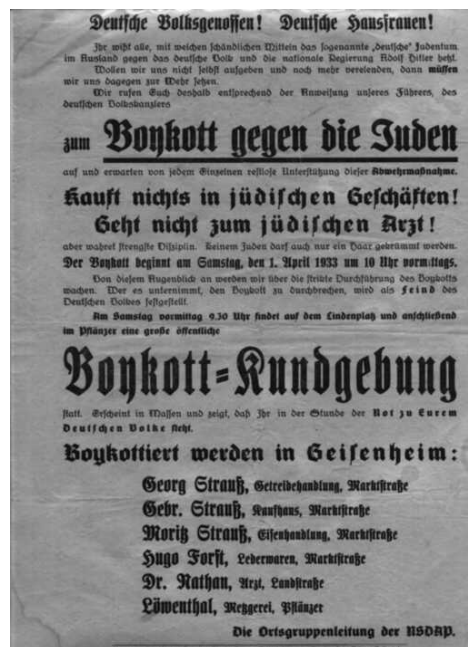 Deutsche Volksgenossen! Deutsche Hausfrauen!
Ihr wißt alle, mit welchen schändlichen Mitteln das sogenannte „deutsche" Judentum
im Ausland gegen das deutsche Volk und die nationale Regierung Adolf Hitler hetzt.
Wollen wir uns nicht selbst aufgeben und noch mehr verelenden, dann müssen
wir uns dagegen zur Wehr setzen.
Wir rufen Euch deshalb entsprechend der Anweisung unseres Führers, des
deutschen Volkskanzlers
zum Boykott gegen die Juden
auf und erwarten von jedem Einzelnen restlose Unterstützung dieser Abwehrmaßnahme.
Kauft nichts in jüdischen Geschäften!
Geht nicht zum jüdischen Arzt!
aber wahret strengste Disziplin. Keinem Juden darf auch nur ein Haar gekrümmt werden.
Der Boykott beginnt am Samstag, den 1. April 1933 um 10 Uhr vormittags.
Von diesem Augenblick an werden wir über die strikte Durchführung des Boykotts
wachen. Wer es unternimmt, den Boykott zu durchbrechen, wird als Feind des
Deutschen Volkes festgestellt.
Am Samstag vormittag 9.30 Uhr findet auf dem Lindenplatz und anschließend
im Pflänzer eine große öffentliche
Boykott-Kundgebung
statt. Erscheint in Massen und zeigt, daß Ihr in der Stunde der Not zu Eurem
Deutschen Volke steht.
Boykottiert werden in Geisenheim:
Georg Strauß, Getreidehandlung, Marktstraße
Gebr. Strauß, Kaufhaus, Marktstraße
Moritz Strauß, Eisenhandlung, Marktstraße
Hugo Forst, Lederwaren, Marktstraße
Dr. Nathan, Arzt, Landstraße
Löwenthal, Metzgerei, Pflänzer
Die Ortsgruppenleitung der NSDAP.